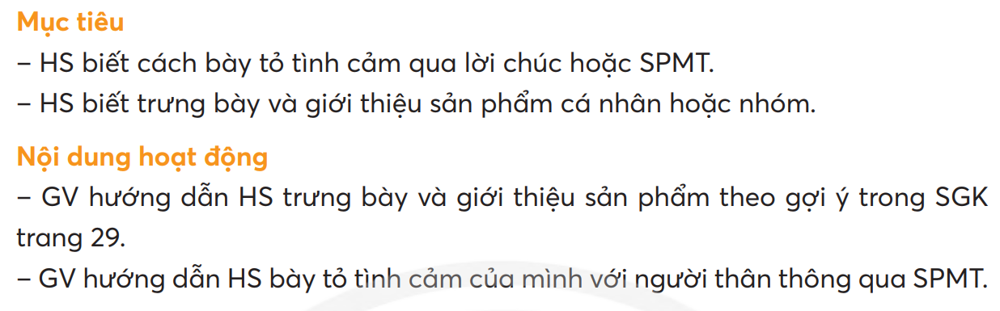 Mục tiêu
– HS biết cách bày tỏ tình cảm qua lời chúc hoặc SPMT.
– HS biết trưng bày và giới thiệu sản phẩm cá nhân hoặc nhóm.
Nội dung hoạt động
– GV hướng dẫn HS trưng bày và giới thiệu sản phẩm theo gợi ý trong SGK
trang 29.
– GV hướng dẫn HS bày tỏ tình cảm của mình với người thân thông qua SPMT.